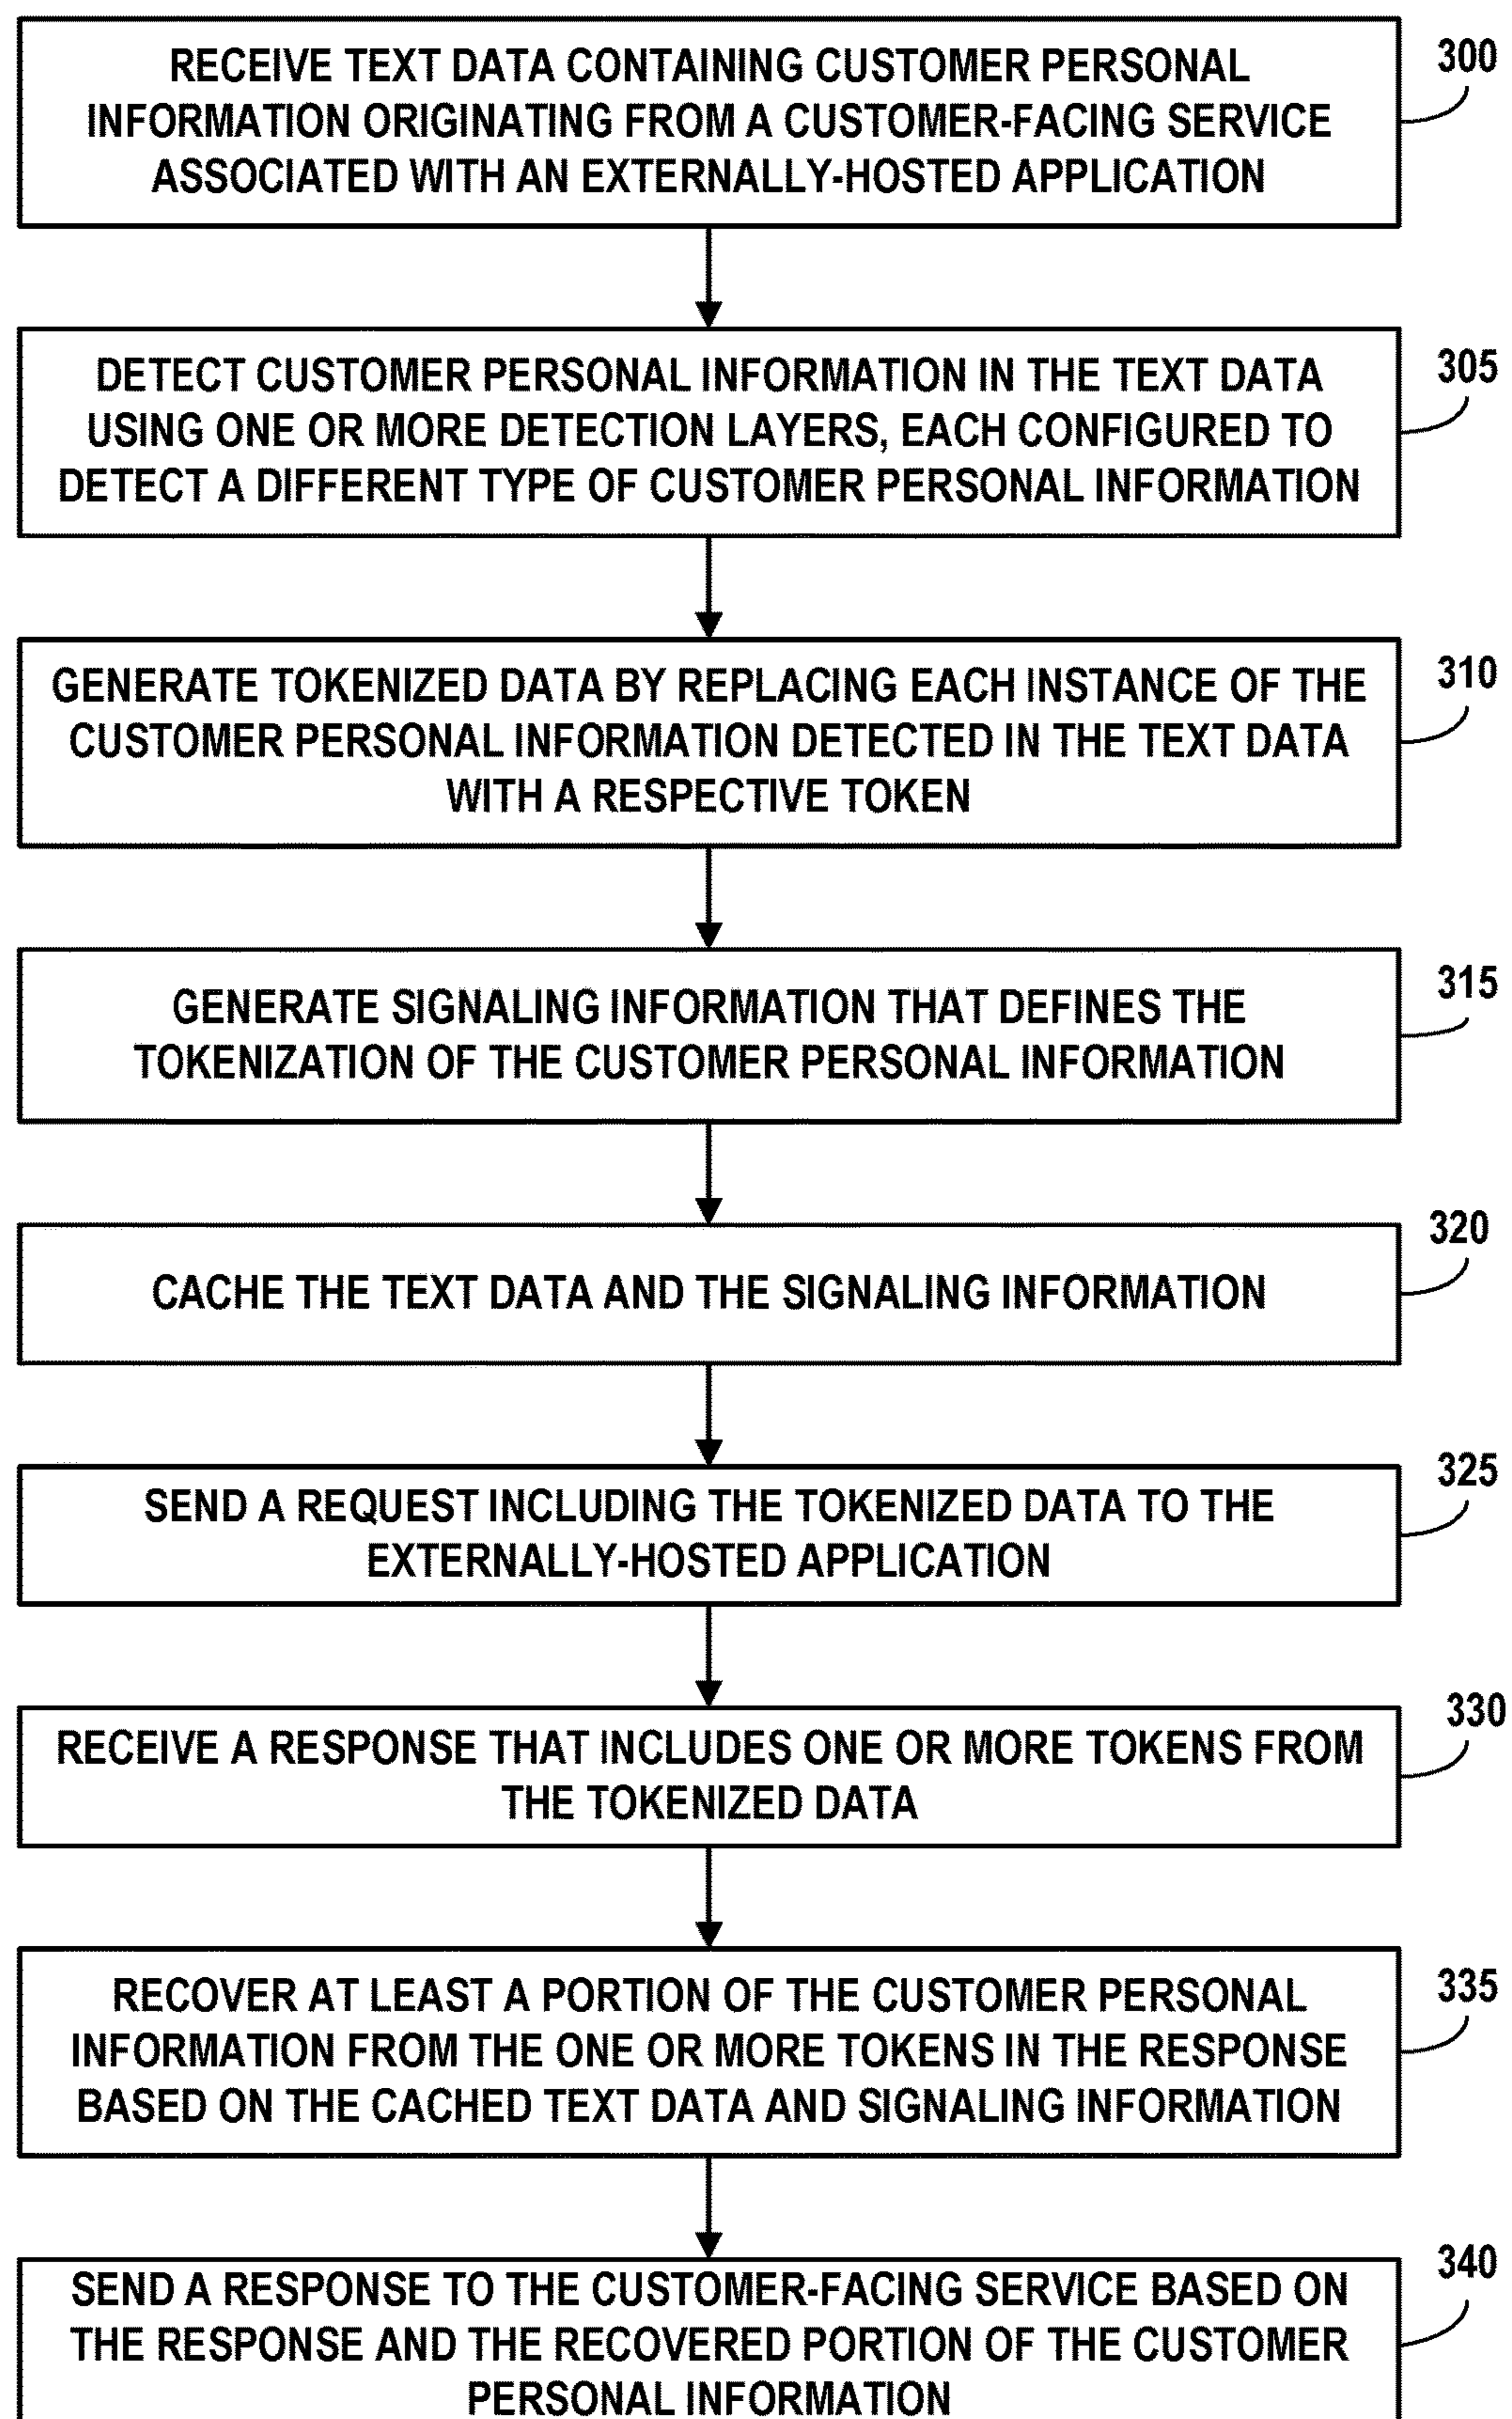 RECEIVE TEXT DATA CONTAINING CUSTOMER PERSONAL
INFORMATION ORIGINATING FROM A CUSTOMER-FACING SERVICE
ASSOCIATED WITH AN EXTERNALLY-HOSTED APPLICATION
300
DETECT CUSTOMER PERSONAL INFORMATION IN THE TEXT DATA
USING ONE OR MORE DETECTION LAYERS, EACH CONFIGURED TO
DETECT A DIFFERENT TYPE OF CUSTOMER PERSONAL INFORMATION
305
GENERATE TOKENIZED DATA BY REPLACING EACH INSTANCE OF THE
CUSTOMER PERSONAL INFORMATION DETECTED IN THE TEXT DATA
WITH A RESPECTIVE TOKEN
310
GENERATE SIGNALING INFORMATION THAT DEFINES THE
TOKENIZATION OF THE CUSTOMER PERSONAL INFORMATION
315
CACHE THE TEXT DATA AND THE SIGNALING INFORMATION
320
SEND A REQUEST INCLUDING THE TOKENIZED DATA TO THE
EXTERNALLY-HOSTED APPLICATION
325
RECEIVE A RESPONSE THAT INCLUDES ONE OR MORE TOKENS FROM
THE TOKENIZED DATA
330
RECOVER AT LEAST A PORTION OF THE CUSTOMER PERSONAL
INFORMATION FROM THE ONE OR MORE TOKENS IN THE RESPONSE
BASED ON THE CACHED TEXT DATA AND SIGNALING INFORMATION
335
SEND A RESPONSE TO THE CUSTOMER-FACING SERVICE BASED ON
THE RESPONSE AND THE RECOVERED PORTION OF THE CUSTOMER
PERSONAL INFORMATION
340